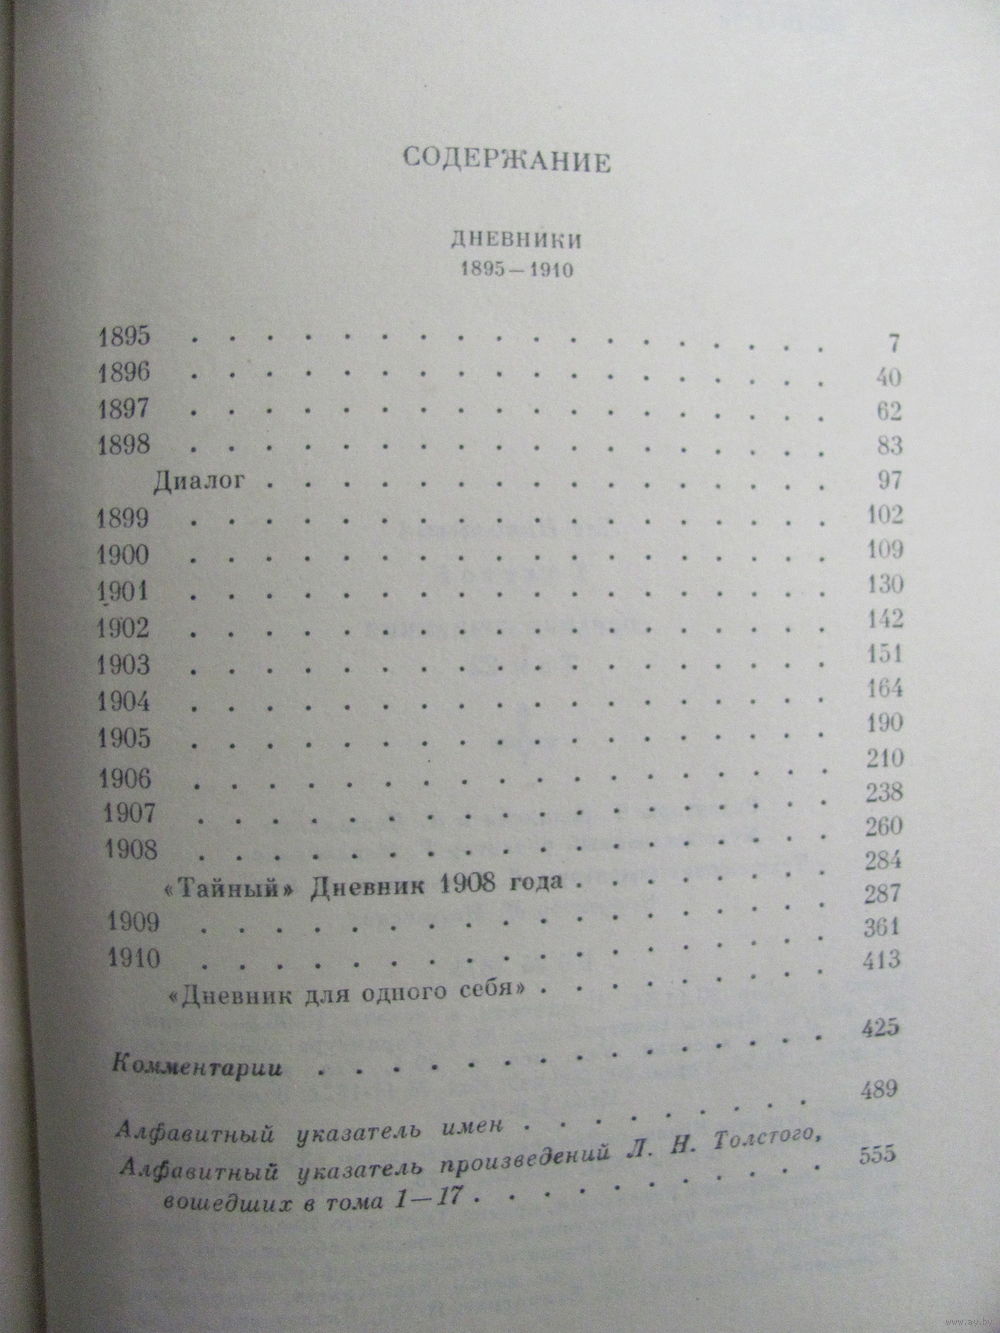 СОДЕРЖАНИЕ
ДНЕВНИКИ
1895—1910
1895 . . . . . . . . . . . . . . . . . 7
1896 . . . . . . . . . . . . . . . . . 40
1897 . . . . . . . . . . . . . . . . . 62
1898 . . . . . . . . . . . . . . . . . 83
Диалог . . . . . . . . . . . . . . . 97
1899 . . . . . . . . . . . . . . . . . 102
1900 . . . . . . . . . . . . . . . . . 109
1901 . . . . . . . . . . . . . . . . . 130
1902 . . . . . . . . . . . . . . . . . 142
1903 . . . . . . . . . . . . . . . . . 151
1904 . . . . . . . . . . . . . . . . . 164
1905 . . . . . . . . . . . . . . . . . 190
1906 . . . . . . . . . . . . . . . . . 210
1907 . . . . . . . . . . . . . . . . . 238
1908 . . . . . . . . . . . . . . . . . 260
«Тайный» Дневник 1908 года . . . . . . . 284
1909 . . . . . . . . . . . . . . . . . 287
1910 . . . . . . . . . . . . . . . . . 361
«Дневник для одного себя» . . . . . . . . 413
Комментарии . . . . . . . . . . . . . . 425
Алфавитный указатель имен . . . . . . . . 489
Алфавитный указатель произведений Л. Н. Толстого,
вошедших в тома 1—17 . . . . . . . . . . 555
www.ay.by